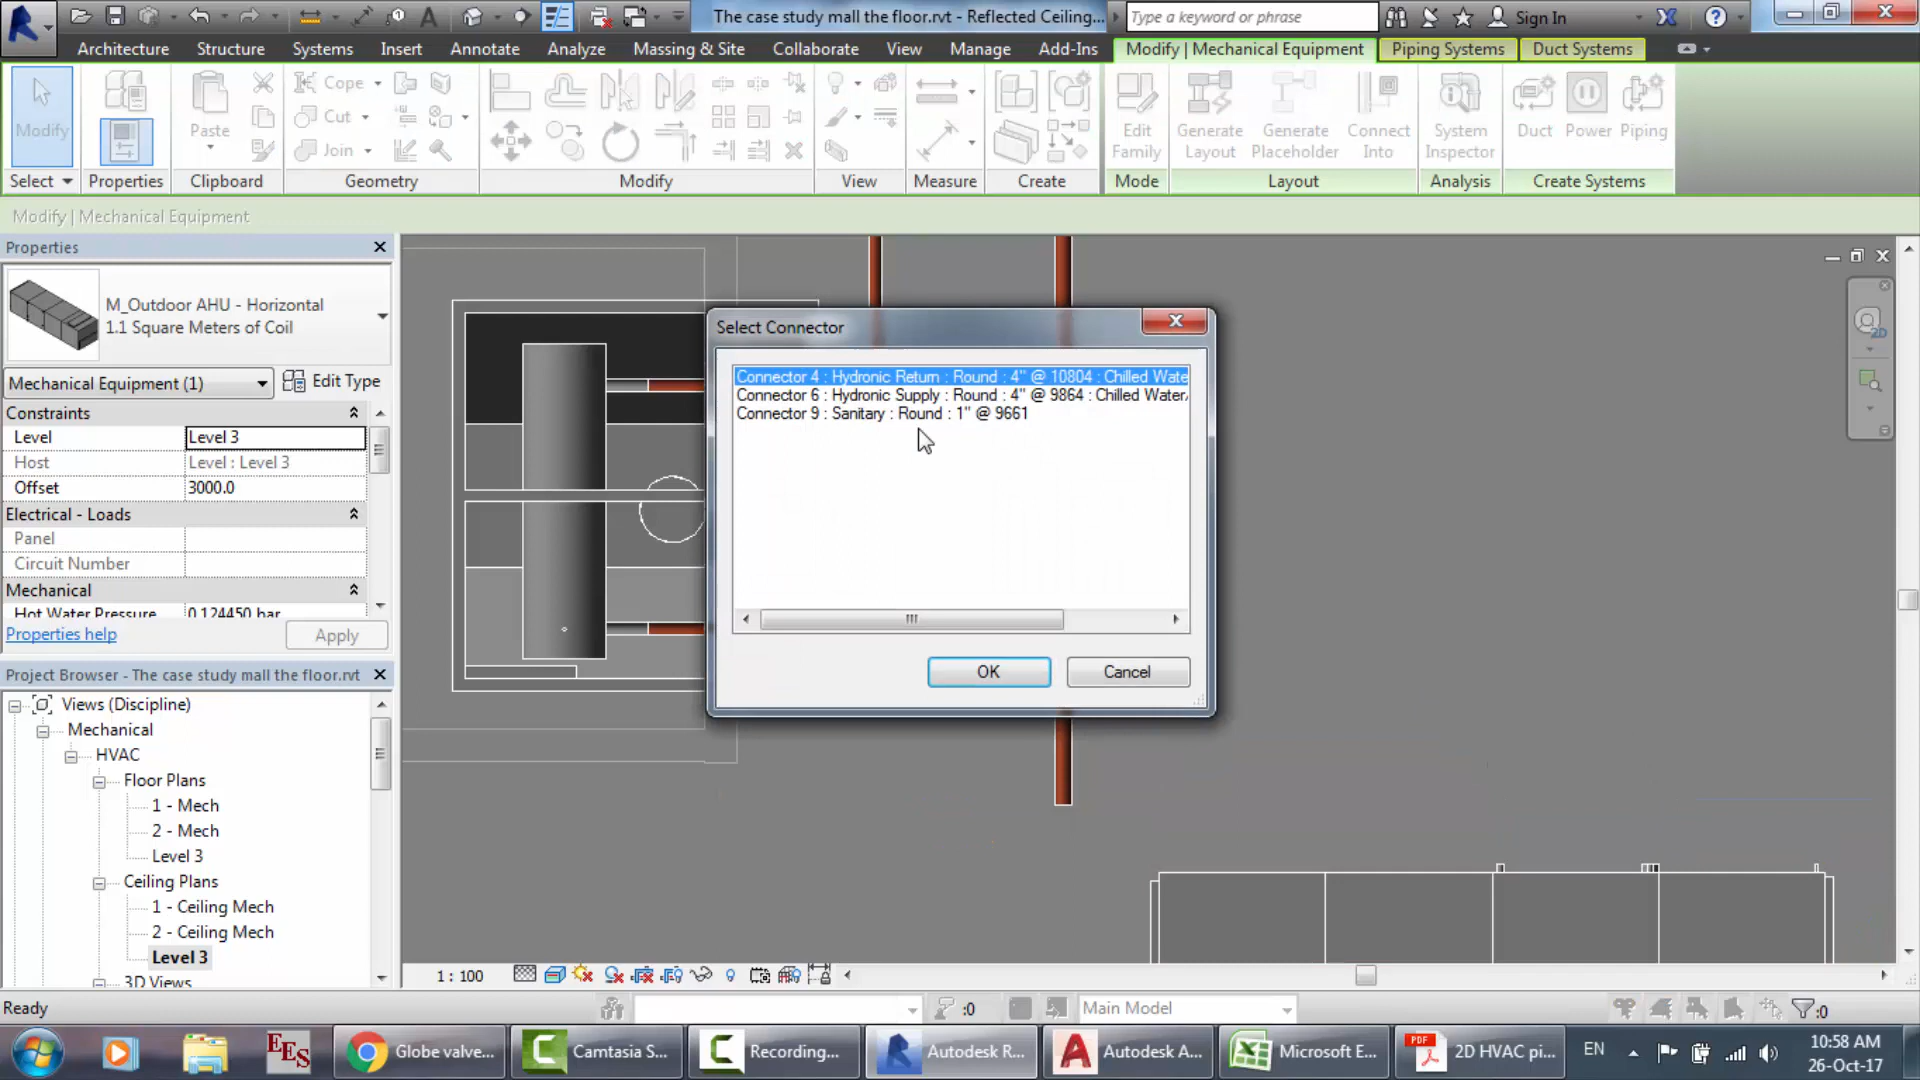 The case study mall the floor.rvt - Reflected Ceiling...
Type a keyword or phrase
Sign In
Architecture Structure Systems Insert Annotate Analyze Massing & Site Collaborate View Manage Add-Ins Modify | Mechanical Equipment Piping Systems Duct Systems
Modify
Paste
Cope
Cut
Join
Edit Family
Generate Layout
Generate Placeholder
Connect Into
System Inspector
Duct Power Piping
Select Properties Clipboard Geometry Modify View Measure Create Mode Layout Analysis Create Systems
Modify | Mechanical Equipment
Properties
M_Outdoor AHU - Horizontal
1.1 Square Meters of Coil
Mechanical Equipment (1) Edit Type
Constraints
Level Level 3
Host Level : Level 3
Offset 3000.0
Electrical - Loads
Panel
Circuit Number
Mechanical
Hot Water Pressure 0.124450 bar
Properties help Apply
Project Browser - The case study mall the floor.rvt
Views (Discipline)
Mechanical
HVAC
Floor Plans
1 - Mech
2 - Mech
Level 3
Ceiling Plans
1 - Ceiling Mech
2 - Ceiling Mech
Level 3
3D Views
Select Connector
Connector 4 : Hydronic Return : Round : 4" @ 10804 : Chilled Wate
Connector 6 : Hydronic Supply : Round : 4" @ 9864 : Chilled Water
Connector 9 : Sanitary : Round : 1" @ 9661
OK Cancel
2D
1 : 100
Ready
:0
Main Model
:0
EES
Globe valve...
Camtasia S...
Recording...
Autodesk R...
Autodesk A...
Microsoft E...
PDF
2D HVAC pi...
EN
10:58 AM
26-Oct-17